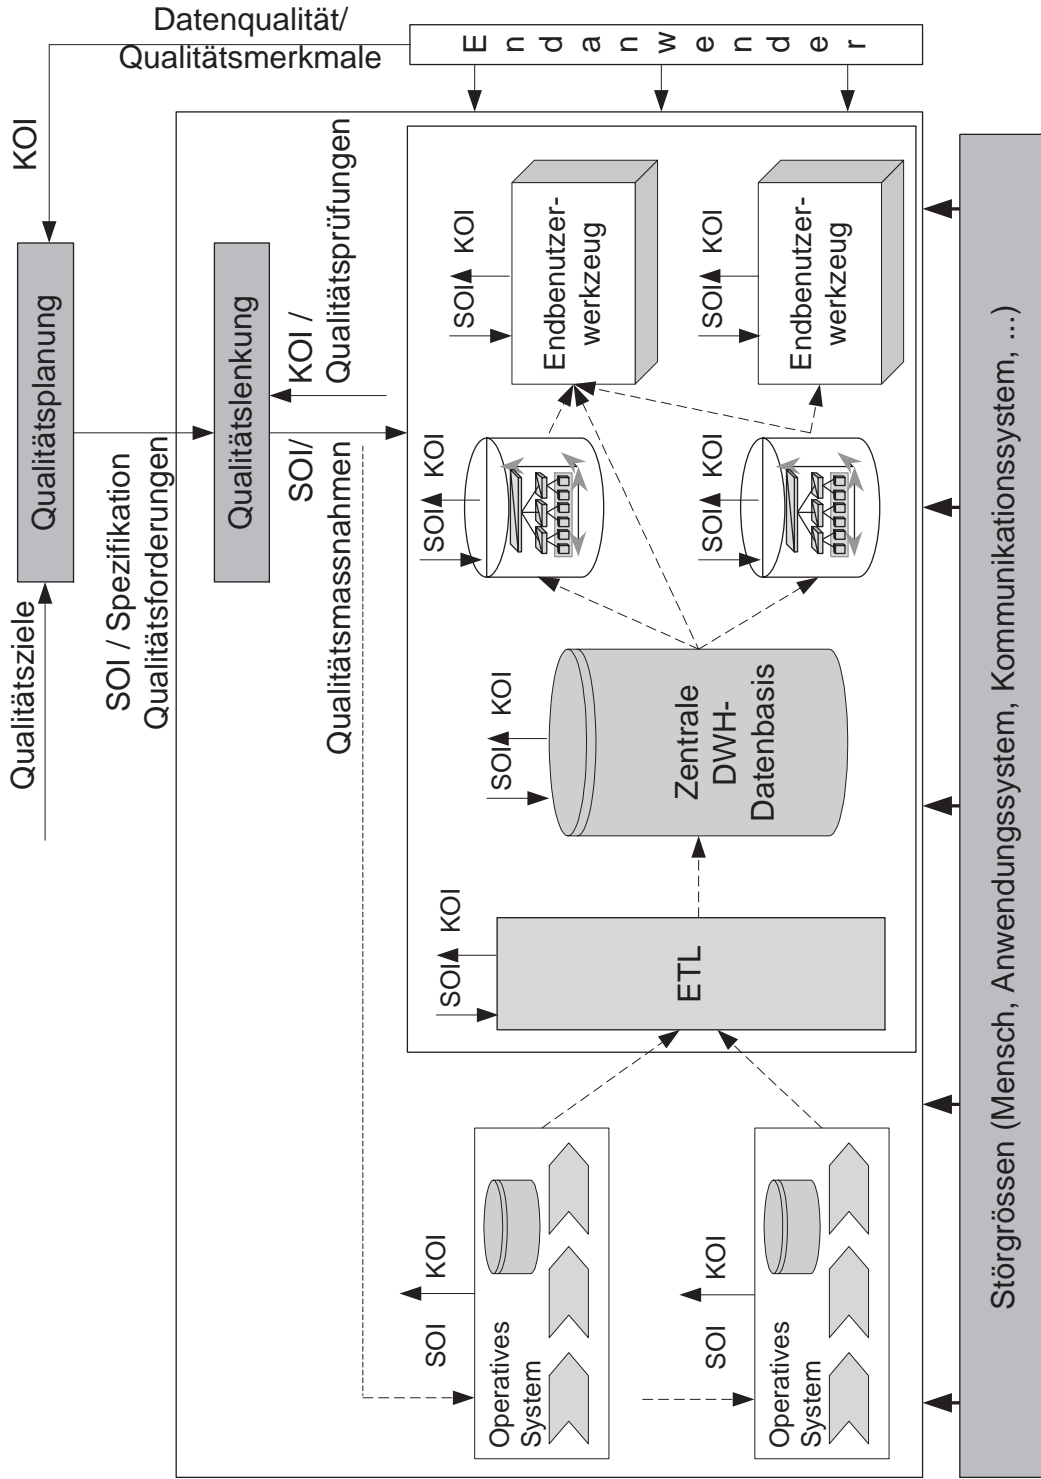 Qualitätsziele
Qualitätsplanung
KOI
Datenqualität/
Qualitätsmerkmale
SOI / Spezifikation
Qualitätsforderungen
Qualitätslenkung
SOI/
Qualitätsmassnahmen
KOI /
Qualitätsprüfungen
E n d a n w e n d e r
SOI KOI
Operatives
System
SOI KOI
Operatives
System
SOI KOI
ETL
SOI KOI
Zentrale
DWH-
Datenbasis
SOI KOI
SOI KOI
SOI KOI
Endbenutzer-
werkzeug
SOI KOI
Endbenutzer-
werkzeug
Störgrössen (Mensch, Anwendungssystem, Kommunikationssystem, ...)